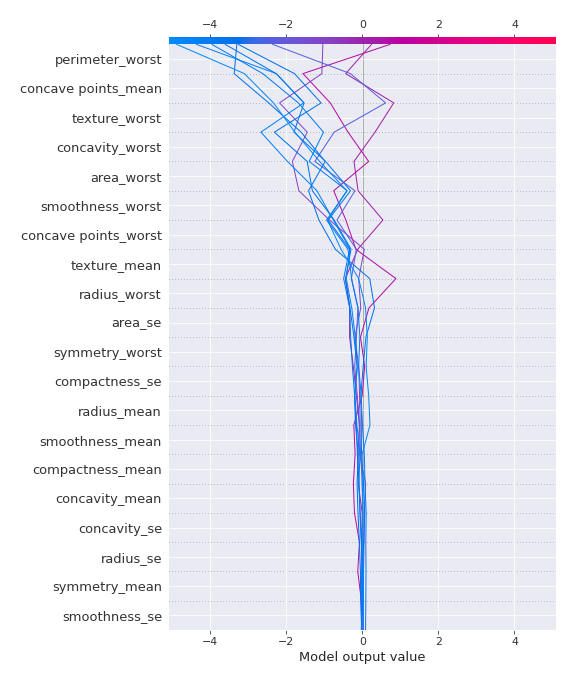 −4 −2 0 2 4
perimeter_worst
concave points_mean
texture_worst
concavity_worst
area_worst
smoothness_worst
concave points_worst
texture_mean
radius_worst
area_se
symmetry_worst
compactness_se
radius_mean
smoothness_mean
compactness_mean
concavity_mean
concavity_se
radius_se
symmetry_mean
smoothness_se
−4 −2 0 2 4
Model output value